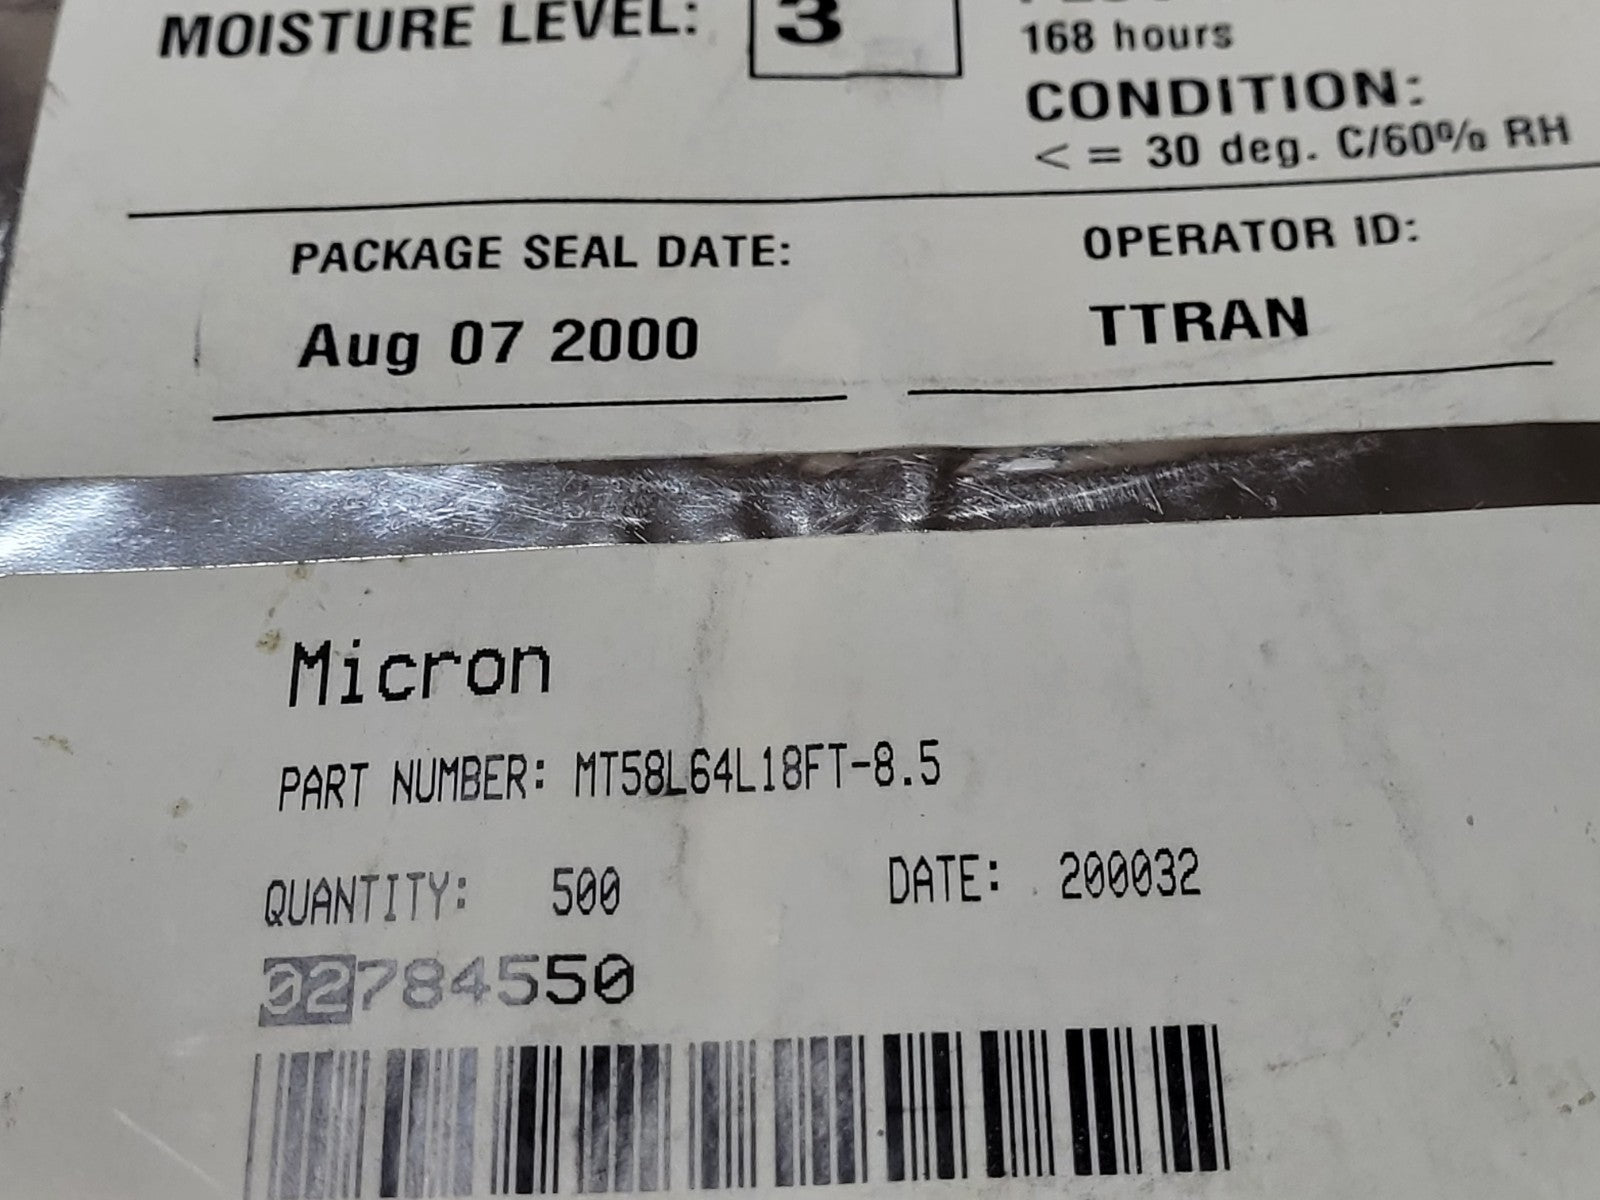 MOISTURE LEVEL: 3
168 hours
CONDITION:
< = 30 deg. C/60% RH
PACKAGE SEAL DATE:
Aug 07 2000
OPERATOR ID:
TTRAN
Micron
PART NUMBER: MT58L64L18FT-8.5
QUANTITY: 500 DATE: 200032
02784550